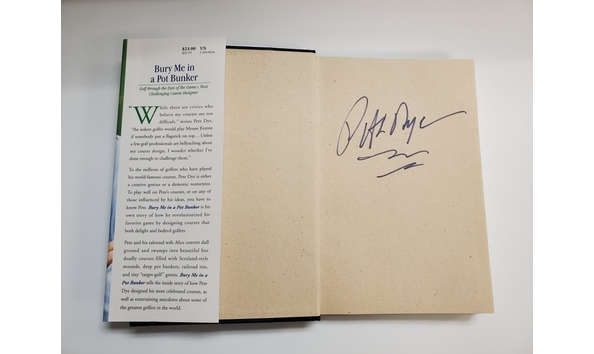 $23.00 US
Bury Me in
a Pot Bunker
Golf through the Eyes of the Game's Most
Challenging Course Designer
"While there are critics who
believe my courses are too
difficult," writes Pete Dye,
"the ardent golfer would play Mount Everest
if somebody put a flagstick on top. . . . Unless
a few golf professionals are bellyaching about
my course design, I wonder whether I've
done enough to challenge them."
To the millions of golfers who have played
his world famous courses, Pete Dye is either
a creative genius or a demonic tormentor.
To play well on Pete's courses, or on any of
those influenced by his ideas, you have to
know Pete. Bury Me in a Pot Bunker is his
own story of how he revolutionized his
favorite game by designing courses that
both delight and bedevil golfers.
Pete and his talented wife Alice convert dull
ground and swamps into beautiful but
deadly courses filled with Scotland-style
mounds, deep pot bunkers, railroad ties,
and tiny "target-golf" greens. Bury Me in
a Pot Bunker tells the inside story of how Pete
Dye designed his most celebrated courses, as
well as entertaining anecdotes about some of
the greatest golfers in the world.
Pete Dye